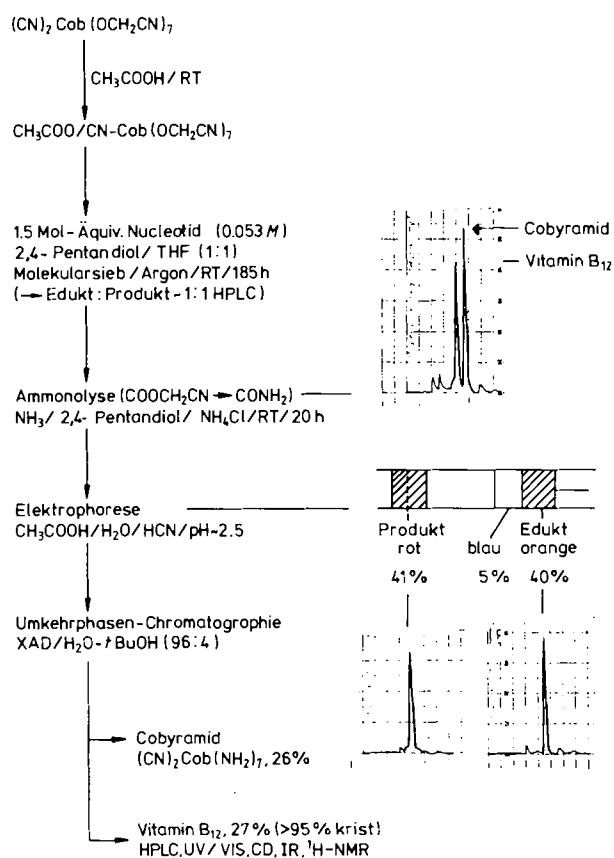 (CN)₂ Cob (OCH₂CN)₇
CH₃COOH / RT
CH₃COO/CN-Cob(OCH₂CN)₇
1.5 Mol-Äquiv. Nucleotid (0.053 M)
2,4-Pentandiol/THF (1:1)
Molekularsieb/Argon/RT/185h
(→ Edukt:Produkt ~1:1 HPLC)
Cobyramid
Vitamin B₁₂
Ammonolyse (COOCH₂CN → CONH₂)
NH₃/ 2,4-Pentandiol/ NH₄Cl/RT/20h
Elektrophorese
CH₃COOH/H₂O/HCN/pH~2.5
Produkt
rot
blau
Edukt
orange
41%
5%
40%
Umkehrphasen-Chromatogrophie
XAD/H₂O-tBuOH (96:4)
Cobyramid
(CN)₂Cob(NH₂)₇, 26%
Vitamin B₁₂, 27% (>95% krist)
HPLC,UV/VIS,CD,IR,¹H-NMR